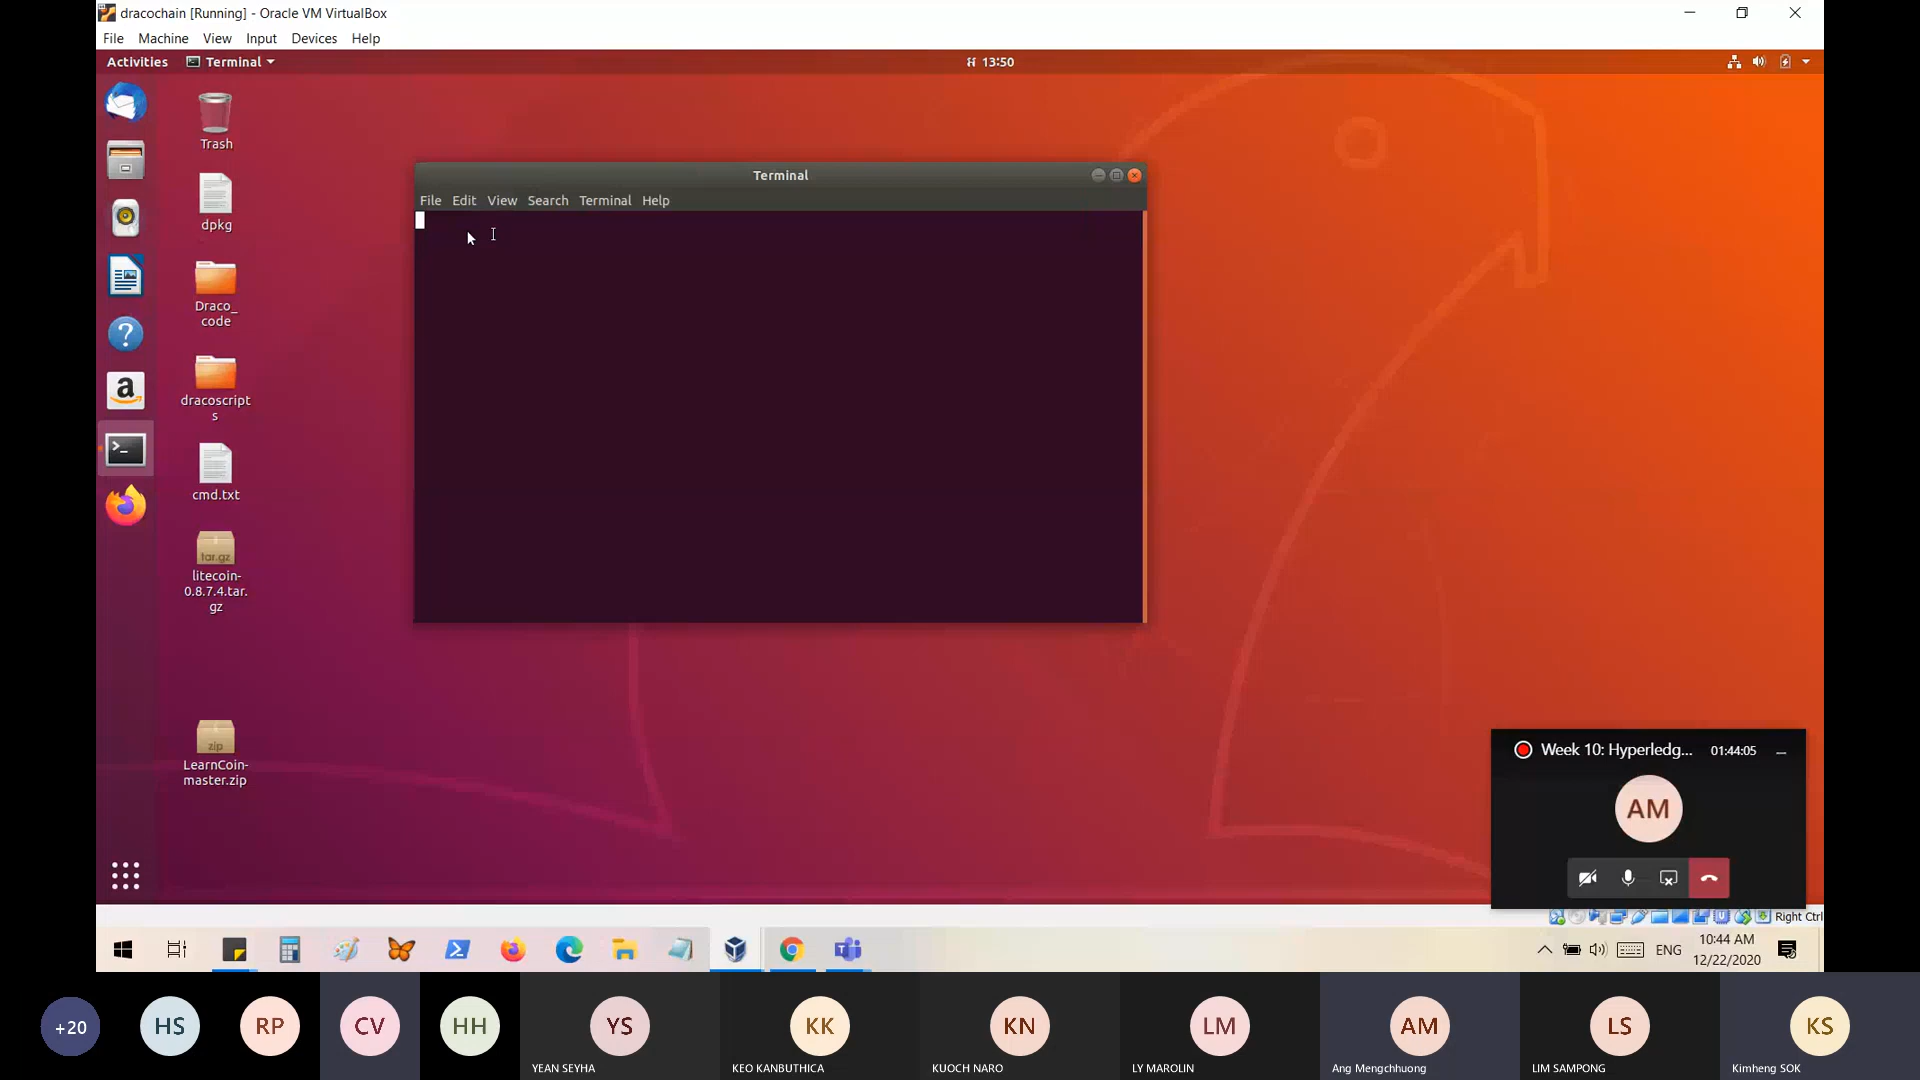 dracochain [Running] - Oracle VM VirtualBox
File Machine View Input Devices Help
Activities Terminal
អ 13:50
Trash
dpkg
Draco_
code
dracoscript
s
cmd.txt
tar.gz
litecoin-
0.8.7.4.tar.
gz
zip
LearnCoin-
master.zip
Terminal
File Edit View Search Terminal Help
Week 10: Hyperledg... 01:44:05
AM
Right Ctrl
ENG
10:44 AM
12/22/2020
+20
HS
RP
CV
HH
YS
YEAN SEYHA
KK
KEO KANBUTHICA
KN
KUOCH NARO
LM
LY MAROLIN
AM
Ang Mengchhuong
LS
LIM SAMPONG
KS
Kimheng SOK